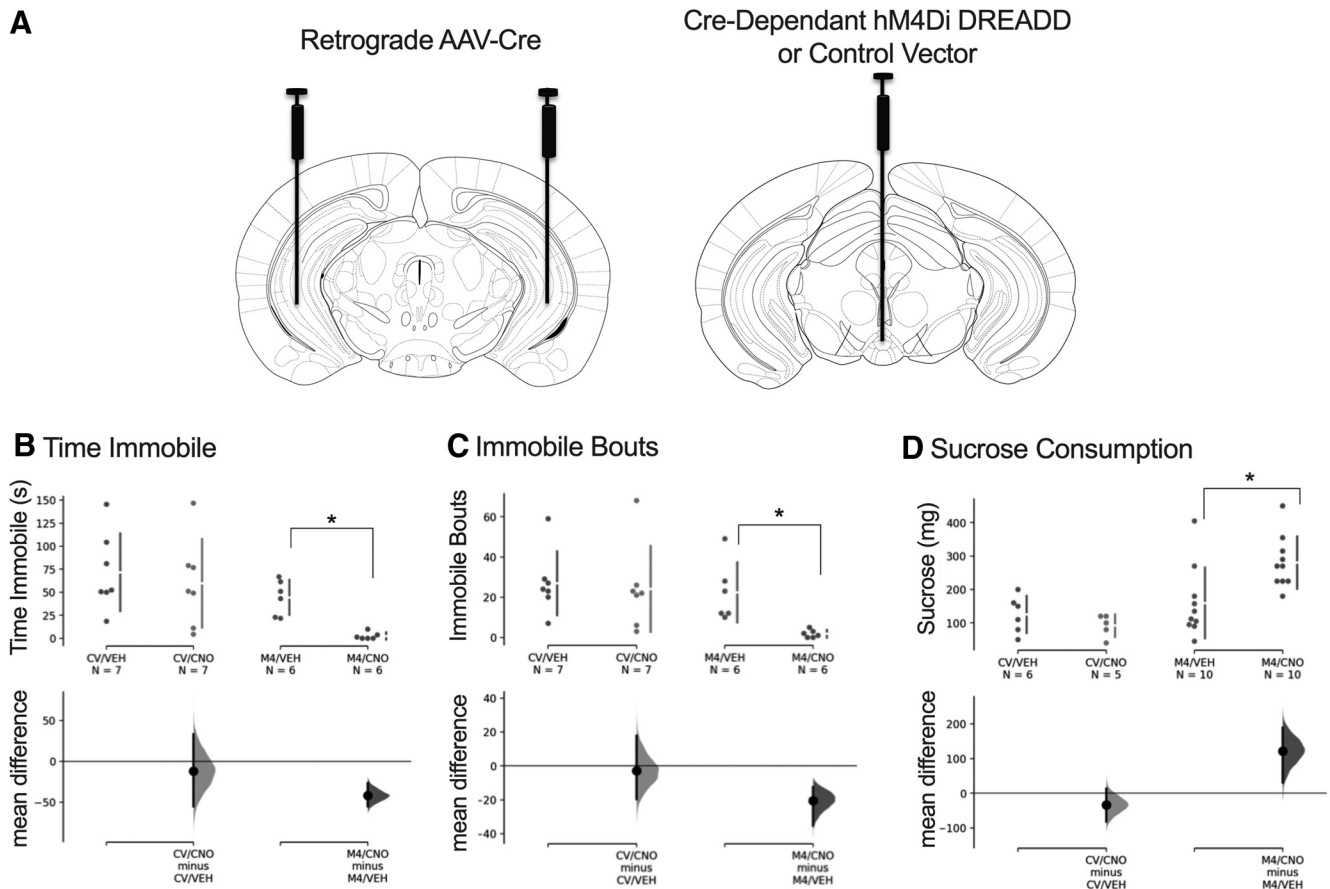 A
Retrograde AAV-Cre
Cre-Dependant hM4Di DREADD
or Control Vector
B Time Immobile
Time Immobile (s)
150
125
100
75
50
25
0
*
CV/VEH
N = 7
CV/CNO
N = 7
M4/VEH
N = 6
M4/CNO
N = 6
mean difference
50
0
−50
CV/CNO
minus
CV/VEH
M4/CNO
minus
M4/VEH
C Immobile Bouts
Immobile Bouts
60
40
20
0
*
CV/VEH
N = 7
CV/CNO
N = 7
M4/VEH
N = 6
M4/CNO
N = 6
mean difference
40
20
0
-20
-40
CV/CNO
minus
CV/VEH
M4/CNO
minus
M4/VEH
D Sucrose Consumption
Sucrose (mg)
400
300
200
100
*
CV/VEH
N = 6
CV/CNO
N = 5
M4/VEH
N = 10
M4/CNO
N = 10
mean difference
200
100
0
-100
CV/CNO
minus
CV/VEH
M4/CNO
minus
M4/VEH